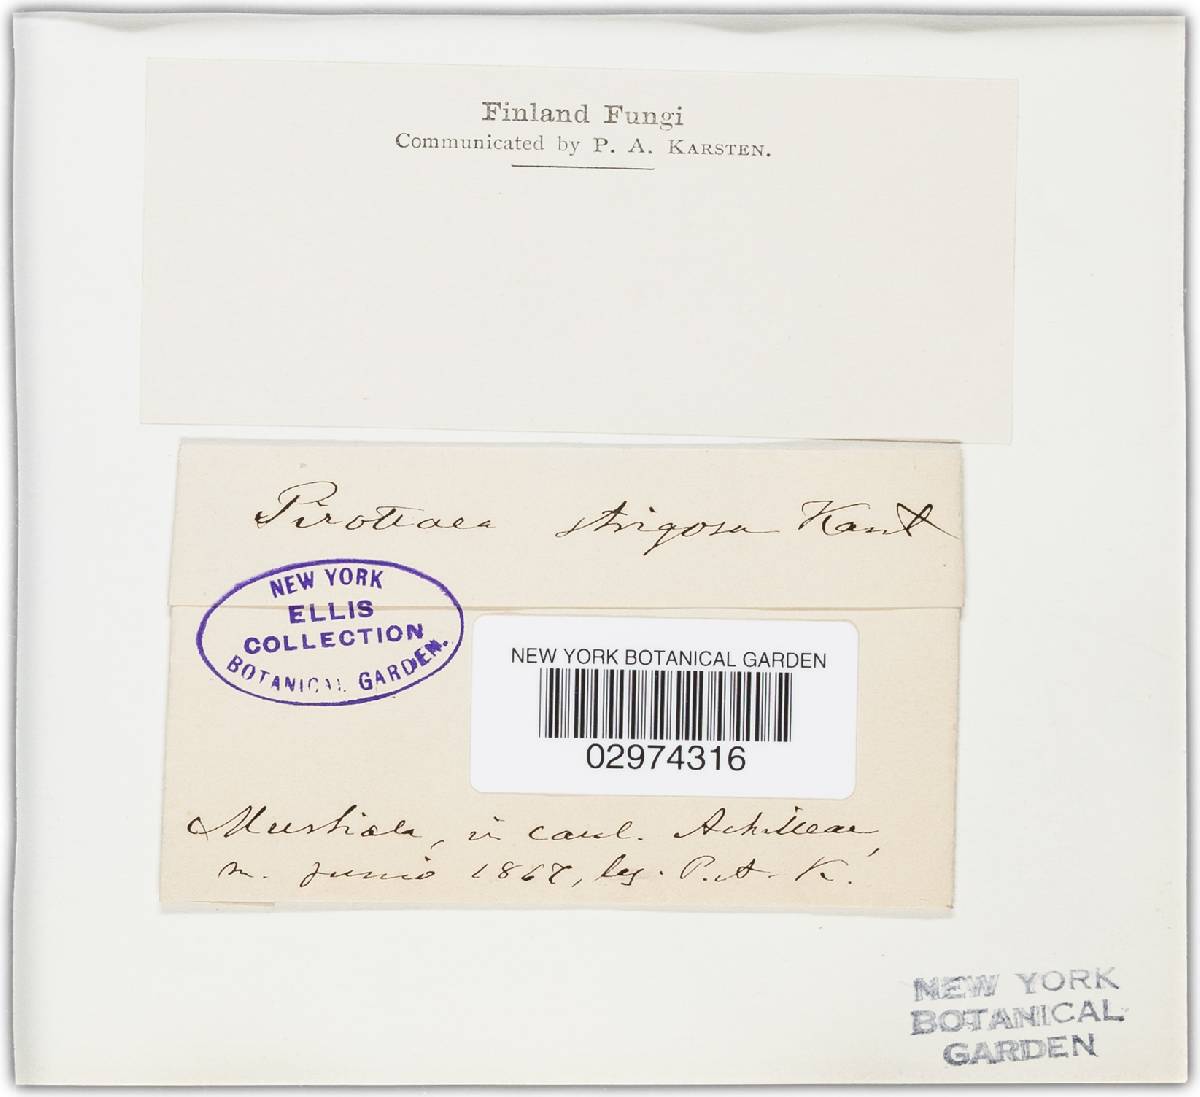 Finland Fungi
Communicated by P. A. KARSTEN.
Pirottaea strigosa Karst
NEW YORK
ELLIS
COLLECTION
BOTANICAL GARDEN.
NEW YORK BOTANICAL GARDEN
02974316
Mustiala, in caul. Achilleae,
m. junio 1867, leg. P. A. K.
NEW YORK
BOTANICAL
GARDEN